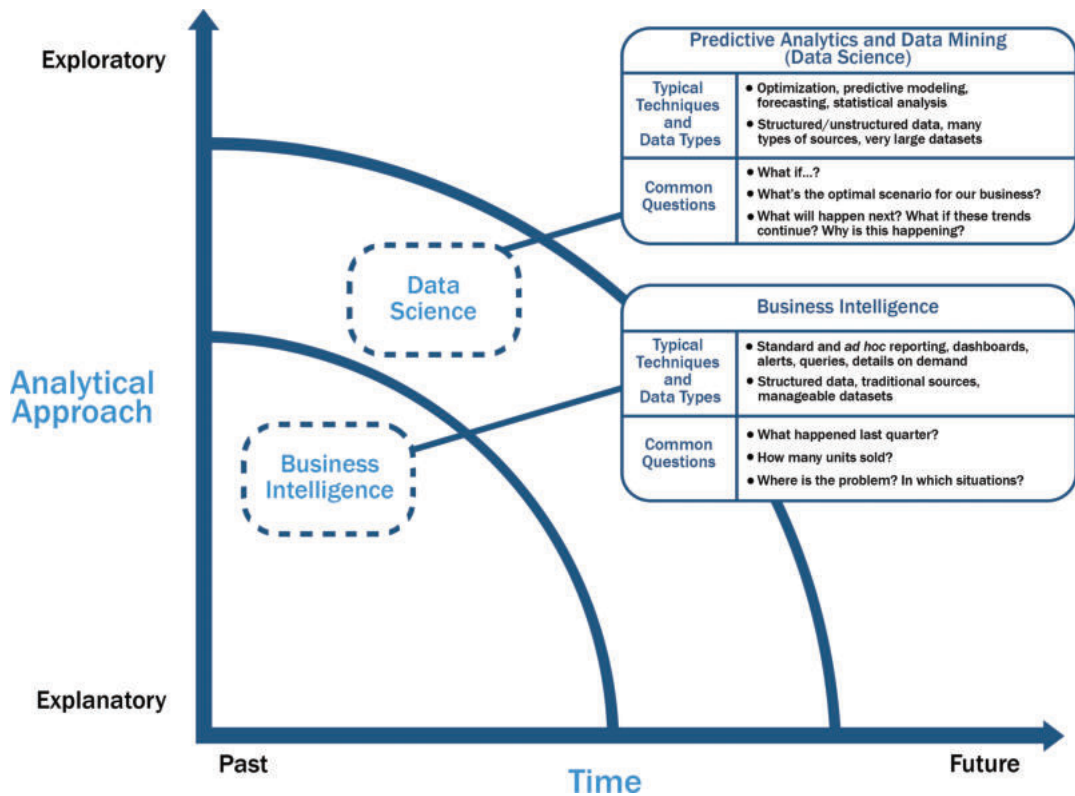 Exploratory
Analytical
Approach
Explanatory
Past
Time
Future
Data
Science
Business
Intelligence
Predictive Analytics and Data Mining
(Data Science)
Typical
Techniques
and
Data Types
• Optimization, predictive modeling,
forecasting, statistical analysis
• Structured/unstructured data, many
types of sources, very large datasets
Common
Questions
• What if...?
• What's the optimal scenario for our business?
• What will happen next? What if these trends
continue? Why is this happening?
Business Intelligence
Typical
Techniques
and
Data Types
• Standard and ad hoc reporting, dashboards,
alerts, queries, details on demand
• Structured data, traditional sources,
manageable datasets
Common
Questions
• What happened last quarter?
• How many units sold?
• Where is the problem? In which situations?